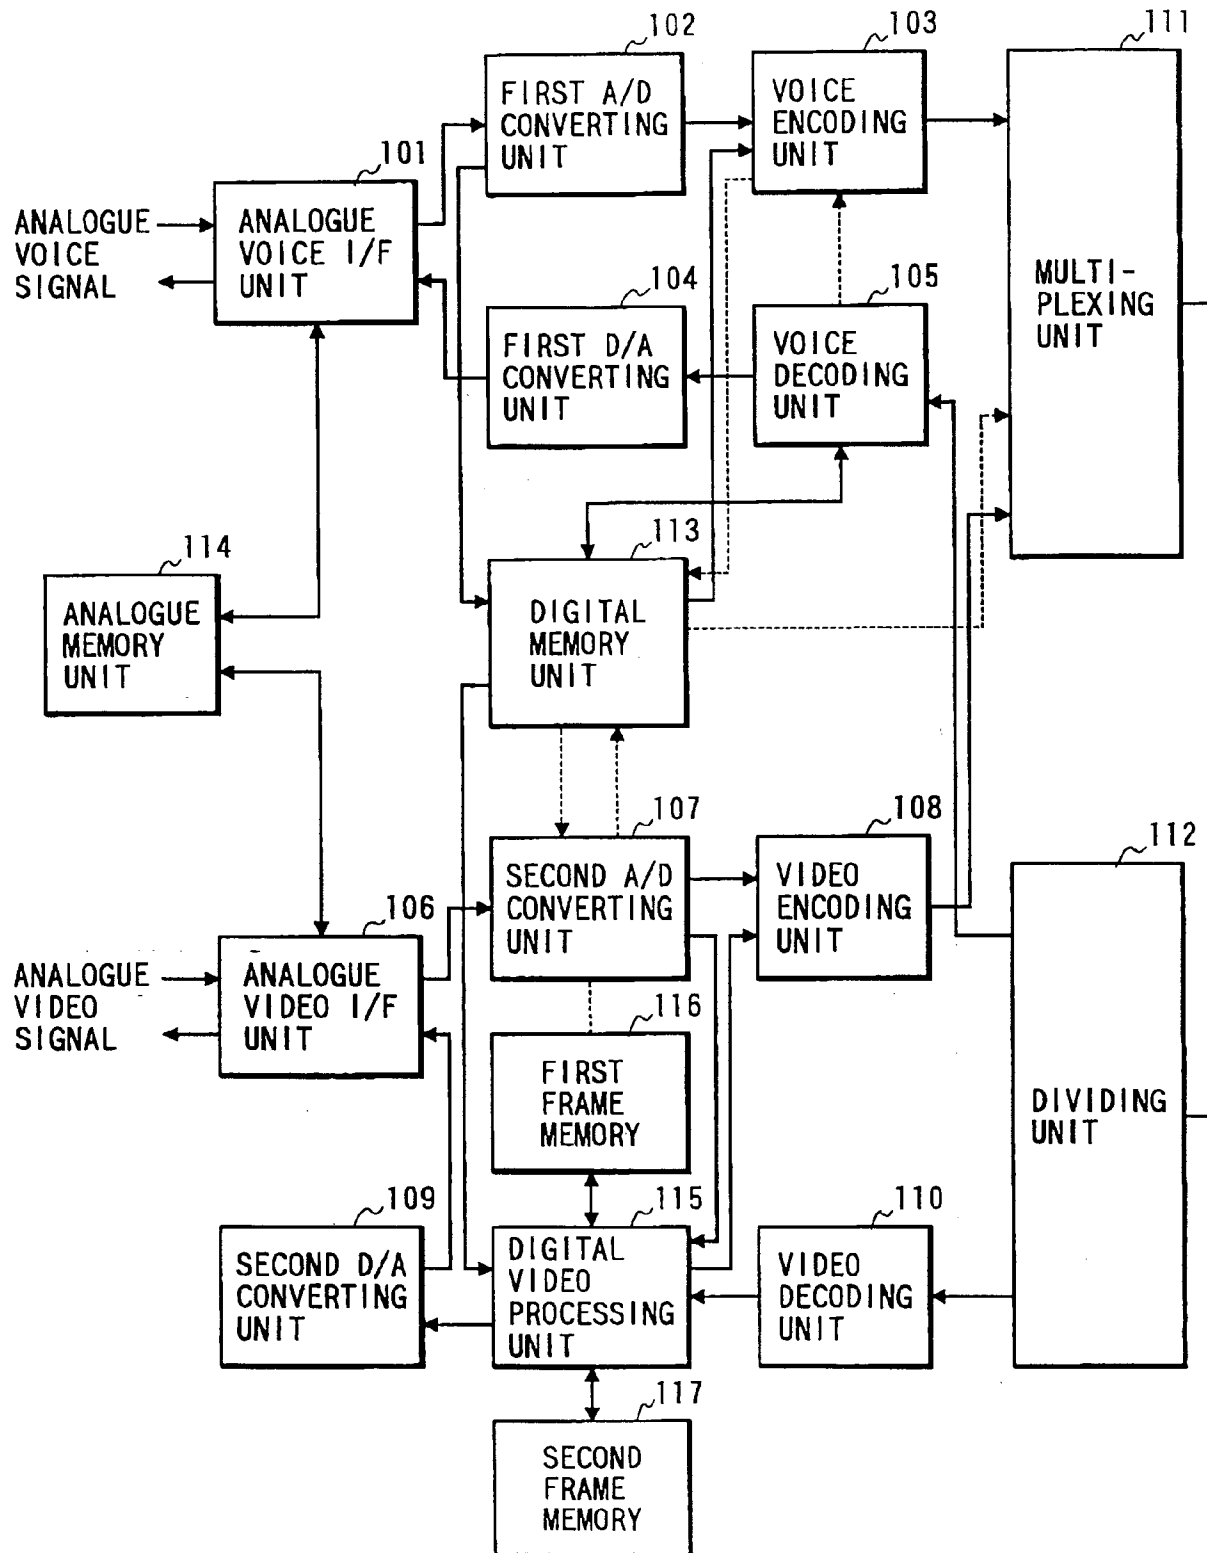 102
103
111
FIRST A/D
CONVERTING
UNIT
VOICE
ENCODING
UNIT
101
ANALOGUE
VOICE
SIGNAL
ANALOGUE
VOICE I/F
UNIT
104
105
MULTI-
PLEXING
UNIT
FIRST D/A
CONVERTING
UNIT
VOICE
DECODING
UNIT
114
113
ANALOGUE
MEMORY
UNIT
DIGITAL
MEMORY
UNIT
107
108
112
SECOND A/D
CONVERTING
UNIT
VIDEO
ENCODING
UNIT
106
ANALOGUE
VIDEO
SIGNAL
ANALOGUE
VIDEO I/F
UNIT
116
FIRST
FRAME
MEMORY
DIVIDING
UNIT
109
115
110
SECOND D/A
CONVERTING
UNIT
DIGITAL
VIDEO
PROCESSING
UNIT
VIDEO
DECODING
UNIT
117
SECOND
FRAME
MEMORY